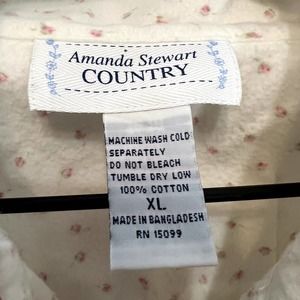 Amanda Stewart
COUNTRY
MACHINE WASH COLD
SEPARATELY
DO NOT BLEACH
TUMBLE DRY LOW
100% COTTON
XL
MADE IN BANGLADESH
RN 15099